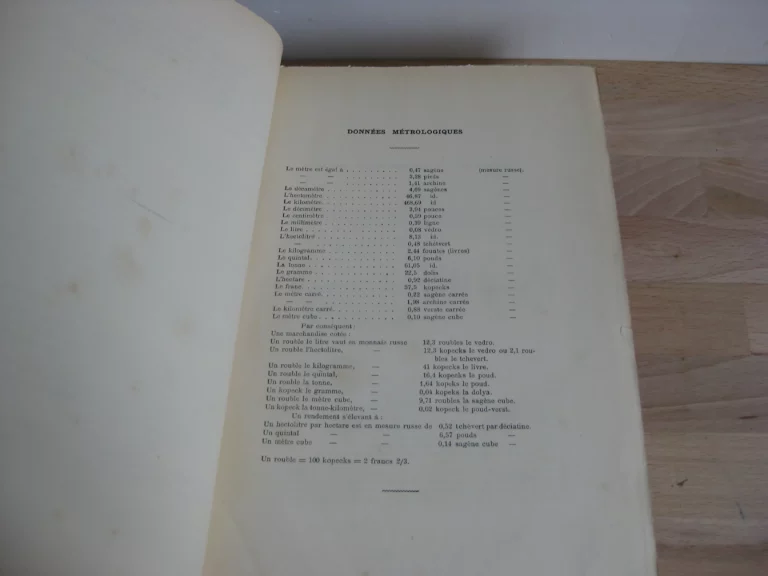 DONNÉES MÉTROLOGIQUES
Le mètre est égal à . . . . . . . . 0,47 sagène (mesure russe).
— — . . . . . . . . 3,28 pieds —
— — . . . . . . . . 1,41 archine —
Le décamètre. . . . . . . . . . 4,69 sagènes —
L'hectomètre. . . . . . . . . . 46,87 id. —
Le kilomètre. . . . . . . . . . 468,69 id —
Le décimètre . . . . . . . . . . 3,94 pouces —
Le centimètre . . . . . . . . . . 0,39 pouce —
Le millimètre . . . . . . . . . . 0,39 ligne —
Le litre . . . . . . . . . . 0,08 vedro —
L'hectolitre . . . . . . . . . . 8,13 id. —
— . . . . . . . . . . 0,48 tchevert —
Le kilogramme . . . . . . . . . . 2,44 fountes (livres) —
Le quintal. . . . . . . . . . 6,10 pouds —
La tonne . . . . . . . . . . 61,05 id. —
Le gramme . . . . . . . . . . 22,5 dolis —
L'hectare . . . . . . . . . . 0,92 déciatine —
Le franc . . . . . . . . . . 37,5 kopecks —
Le mètre carré. . . . . . . . . . 0,22 sagène carrés —
— — . . . . . . . . 1,98 archine carrés —
Le kilomètre carré. . . . . . . . 0,88 versts carrés —
Le mètre cube . . . . . . . . . . 0,10 sagène cube —
Par conséquent :
Une marchandise cotée :
Un rouble le litre vaut en monnaie russe 12,3 roubles le vedro.
Un rouble l'hectolitre, — 12,3 kopecks le vedro ou 2,1 rou-
bles le tchevert.
Un rouble le kilogramme, — 41 kopecks le livre.
Un rouble le quintal, — 16,4 kopecks le poud.
Un rouble la tonne, — 1,64 kopeks le poud.
Un kopeck le gramme, — 0,04 kopeks la dolya.
Un rouble le mètre cube, — 9,71 roubles la sagène cube.
Un kopeck la tonne-kilomètre, — 0,02 kopeck le poud-verst.
Un rendement s'élevant à :
Un hectolitre par hectare est en mesure russe de 0,52 tchevert par déciatine.
Un quintal — — 6,57 pouds —
Un mètre cube — — 0,14 sagène cube —
Un rouble = 100 kopecks = 2 francs 2/3.